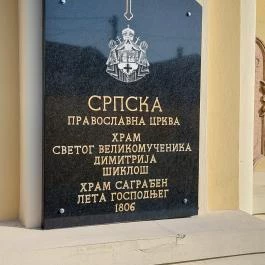 СРПСКА
ПРАВОСЛАВНА ЦРКВА
ХРАМ
СВЕТОГ ВЕЛИКОМУЧЕНИКА
ДИМИТРИЈА
ШИКЛОШ
ХРАМ САГРАЂЕН
ЛЕТА ГОСПОДЊЕГ
1806